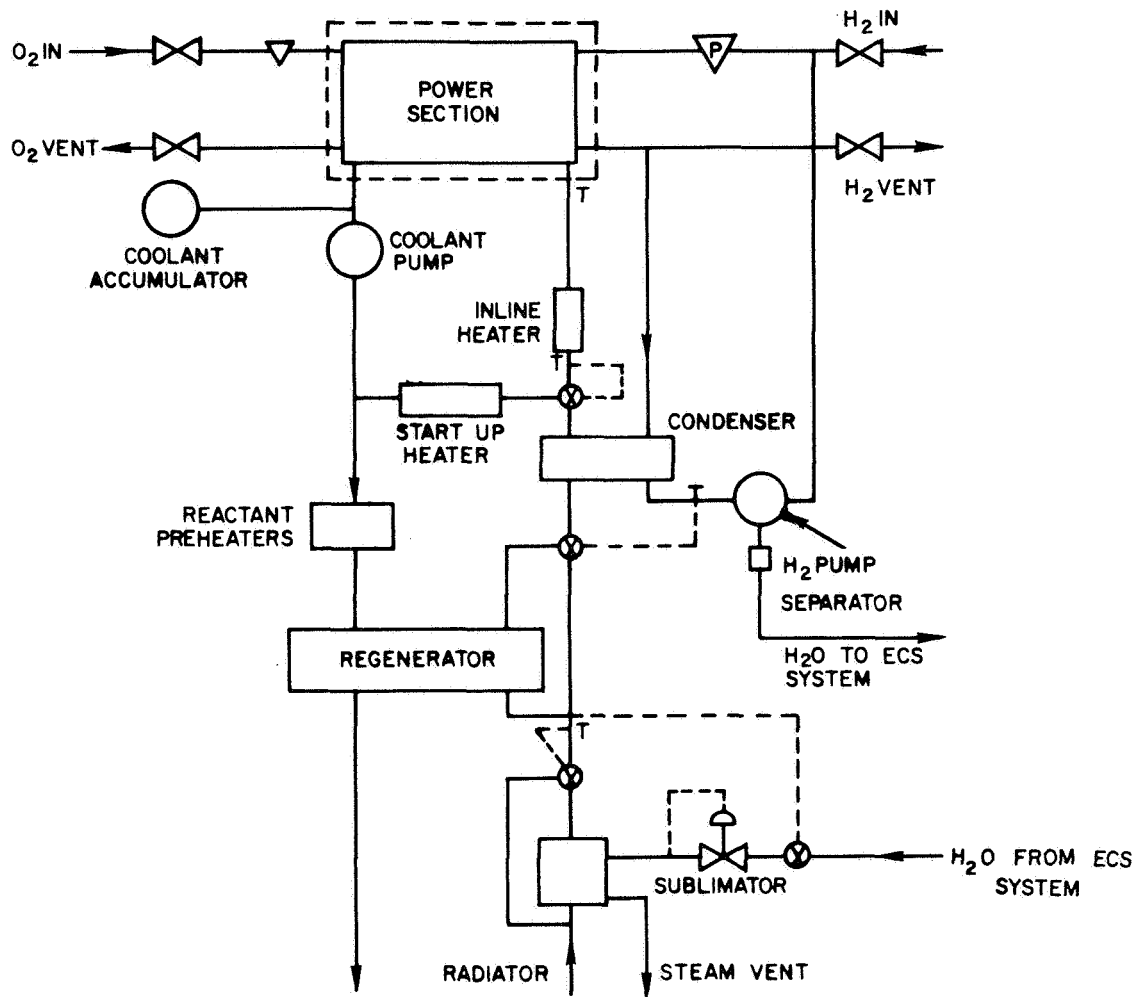 O₂ IN
H₂ IN
P
POWER
SECTION
O₂ VENT
H₂ VENT
T
COOLANT
ACCUMULATOR
COOLANT
PUMP
INLINE
HEATER
T
START UP
HEATER
CONDENSER
T
REACTANT
PREHEATERS
H₂ PUMP
SEPARATOR
REGENERATOR
H₂O TO ECS
SYSTEM
T
SUBLIMATOR
H₂O FROM ECS
SYSTEM
RADIATOR
STEAM VENT